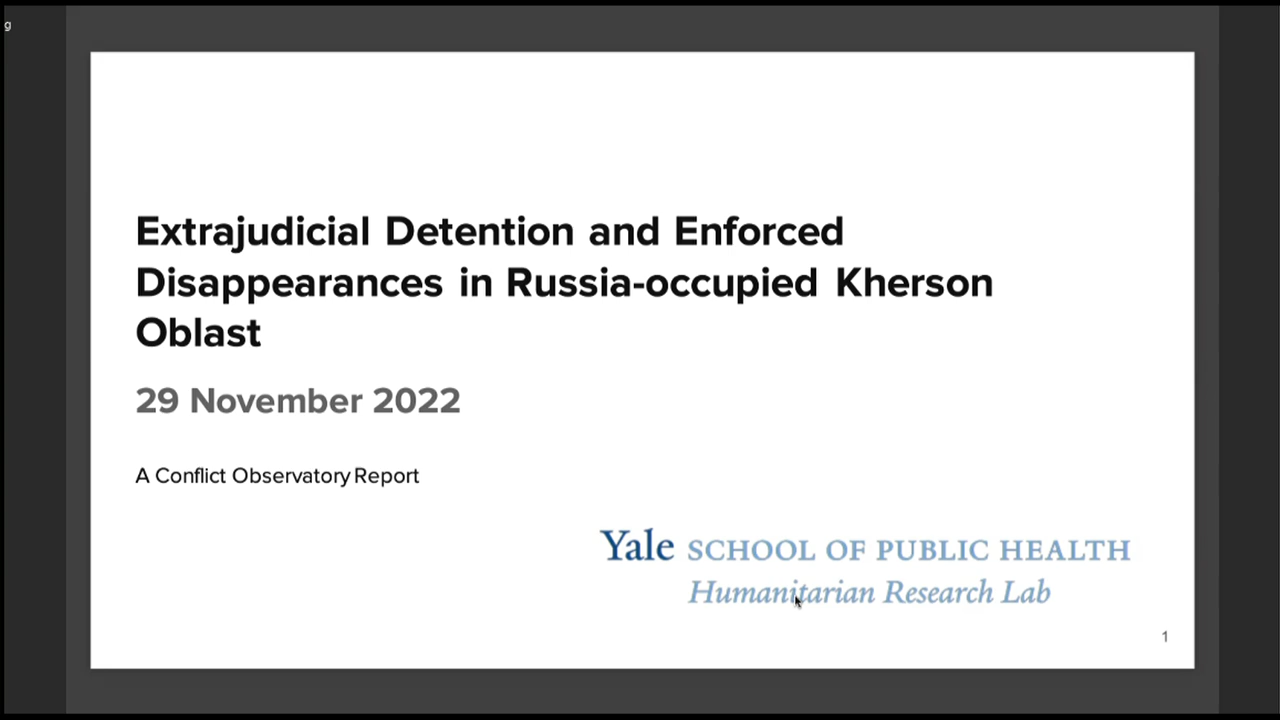 g
Extrajudicial Detention and Enforced
Disappearances in Russia-occupied Kherson
Oblast
29 November 2022
A Conflict Observatory Report
Yale SCHOOL OF PUBLIC HEALTH
Humanitarian Research Lab
1